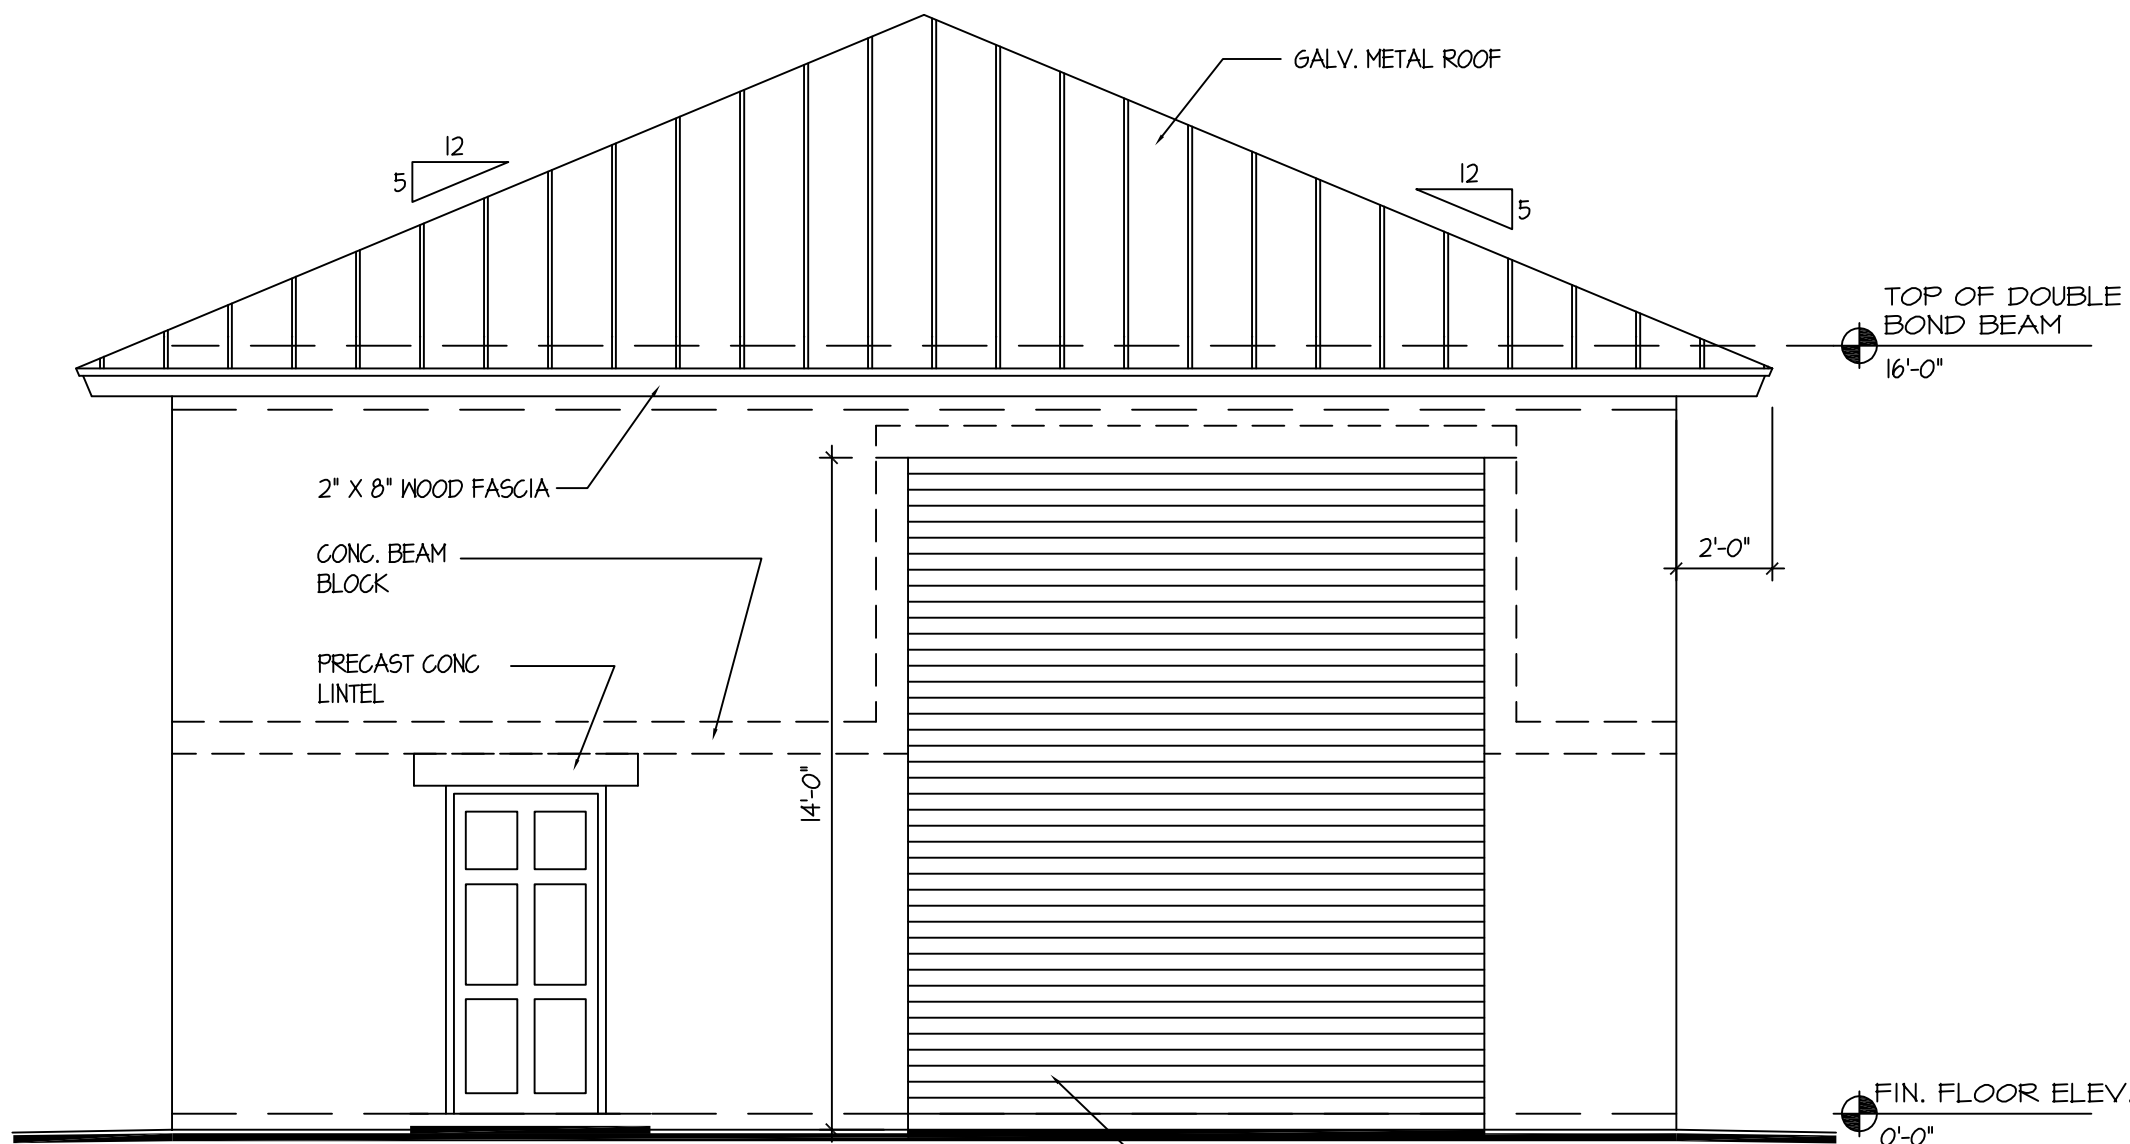 GALV. METAL ROOF
12
5
12
5
TOP OF DOUBLE
BOND BEAM
16'-0"
2" X 8" WOOD FASCIA
CONC. BEAM
BLOCK
2'-0"
PRECAST CONC
LINTEL
14'-0"
FIN. FLOOR ELEV.
0'-0"